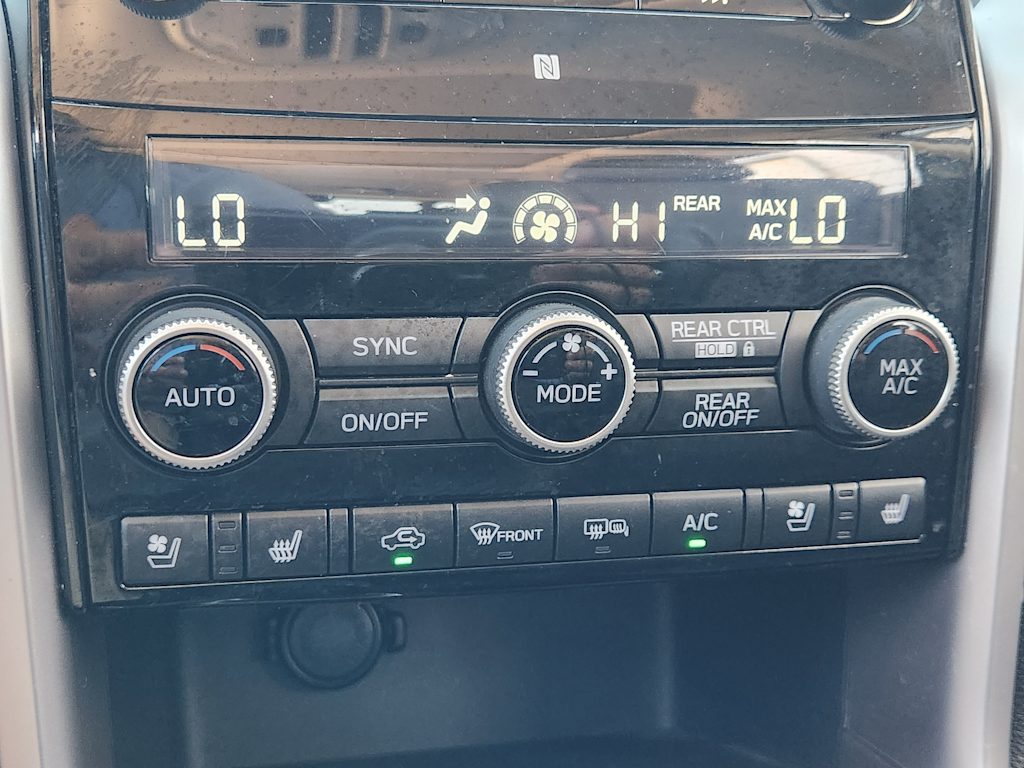 LO
HI
REAR
MAX
A/C
LO
AUTO
SYNC
ON/OFF
- MODE +
REAR CTRL
HOLD
REAR
ON/OFF
MAX
A/C
FRONT
A/C